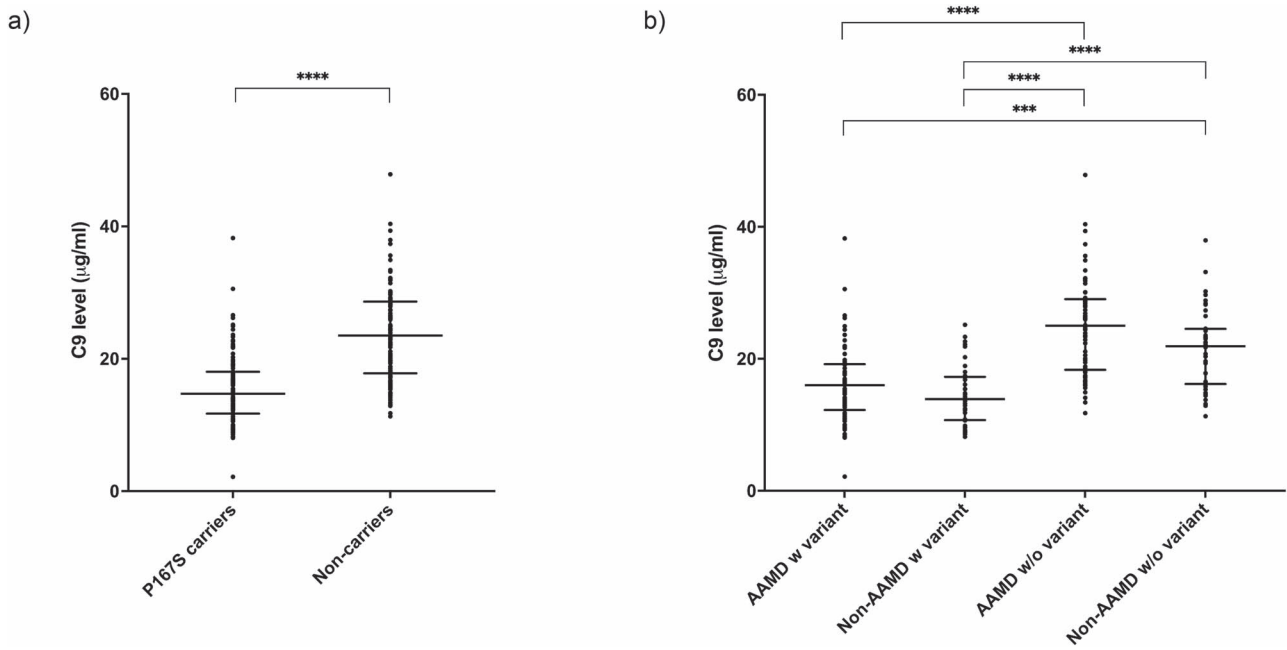 a)
****
60
40
20
0
C9 level (μg/ml)
P167S carriers
Non-carriers
b)
****
****
****
***
60
40
20
0
C9 level (μg/ml)
AAMD w variant
Non-AAMD w variant
AAMD w/o variant
Non-AAMD w/o variant